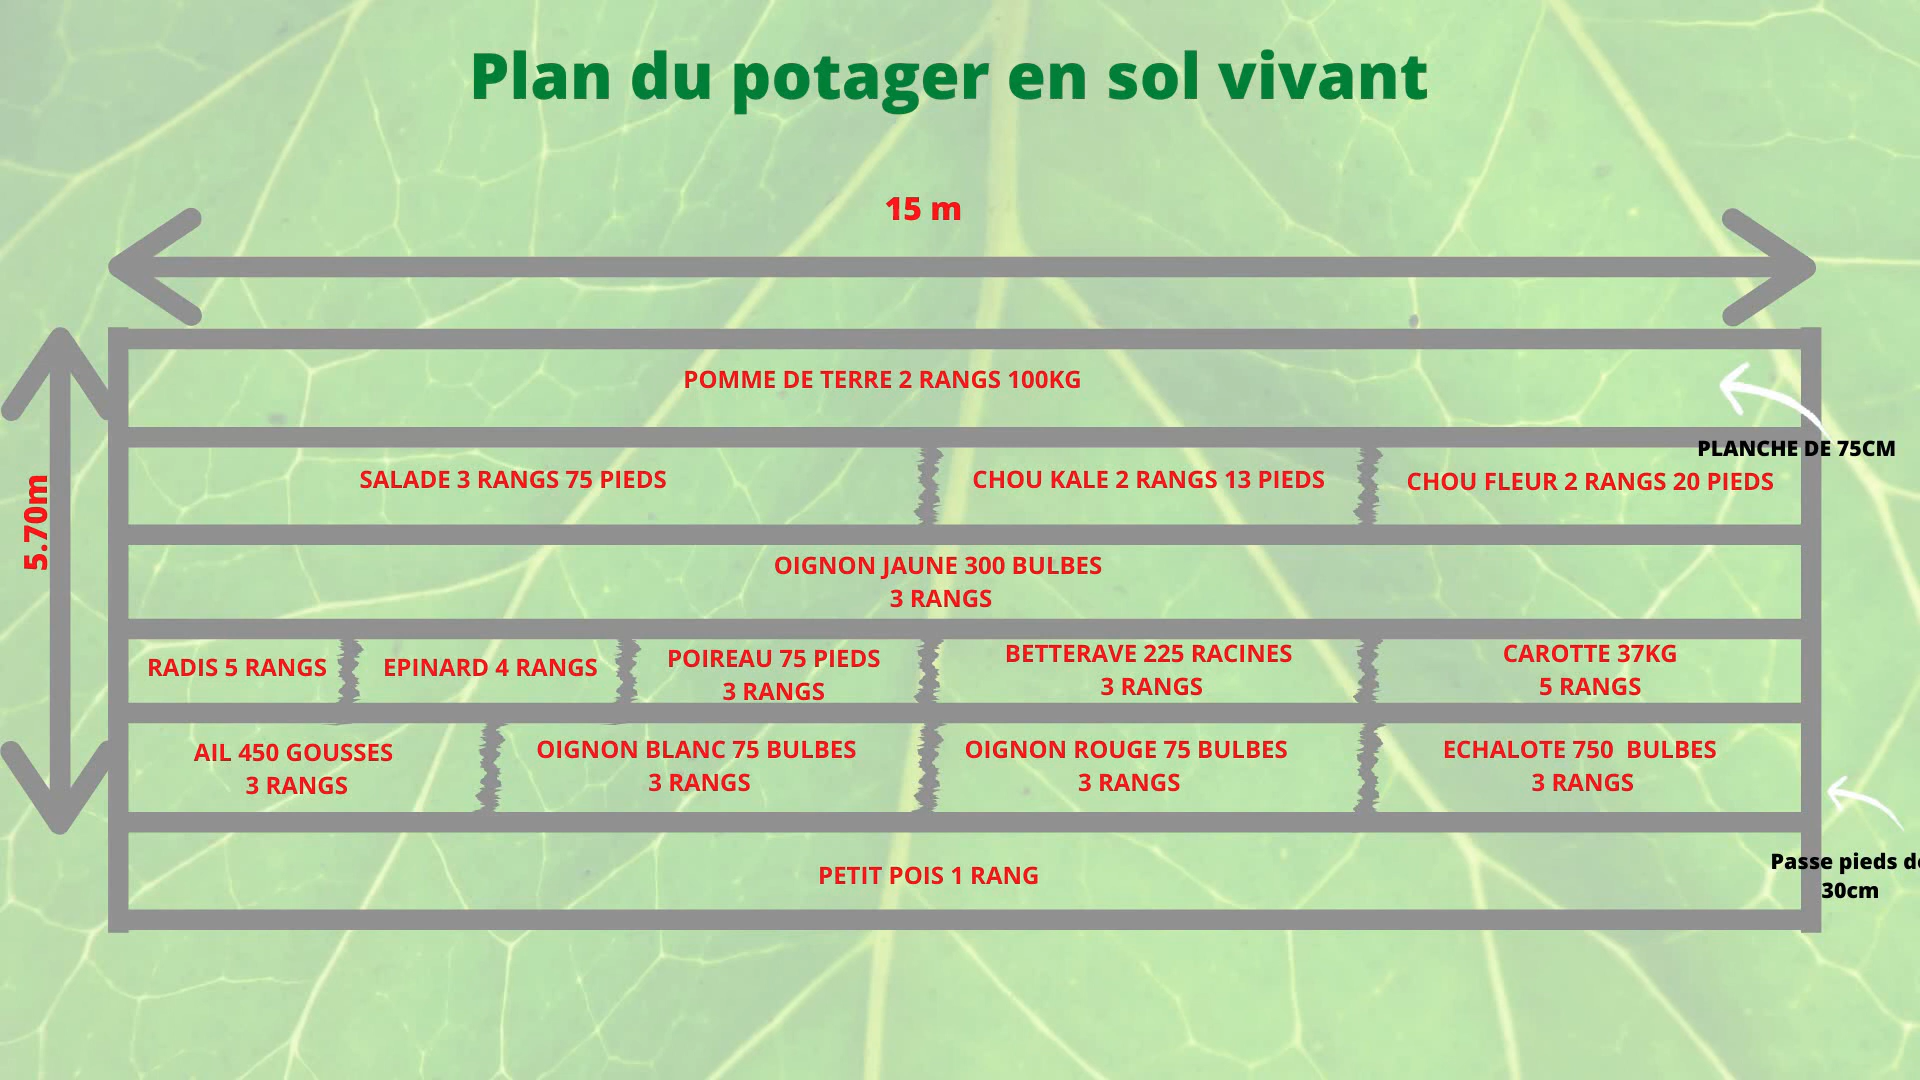 Plan du potager en sol vivant
15 m
5.70m
POMME DE TERRE 2 RANGS 100KG
PLANCHE DE 75CM
SALADE 3 RANGS 75 PIEDS
CHOU KALE 2 RANGS 13 PIEDS
CHOU FLEUR 2 RANGS 20 PIEDS
OIGNON JAUNE 300 BULBES
3 RANGS
RADIS 5 RANGS
EPINARD 4 RANGS
POIREAU 75 PIEDS
3 RANGS
BETTERAVE 225 RACINES
3 RANGS
CAROTTE 37KG
5 RANGS
AIL 450 GOUSSES
3 RANGS
OIGNON BLANC 75 BULBES
3 RANGS
OIGNON ROUGE 75 BULBES
3 RANGS
ECHALOTE 750 BULBES
3 RANGS
PETIT POIS 1 RANG
Passe pieds de
30cm